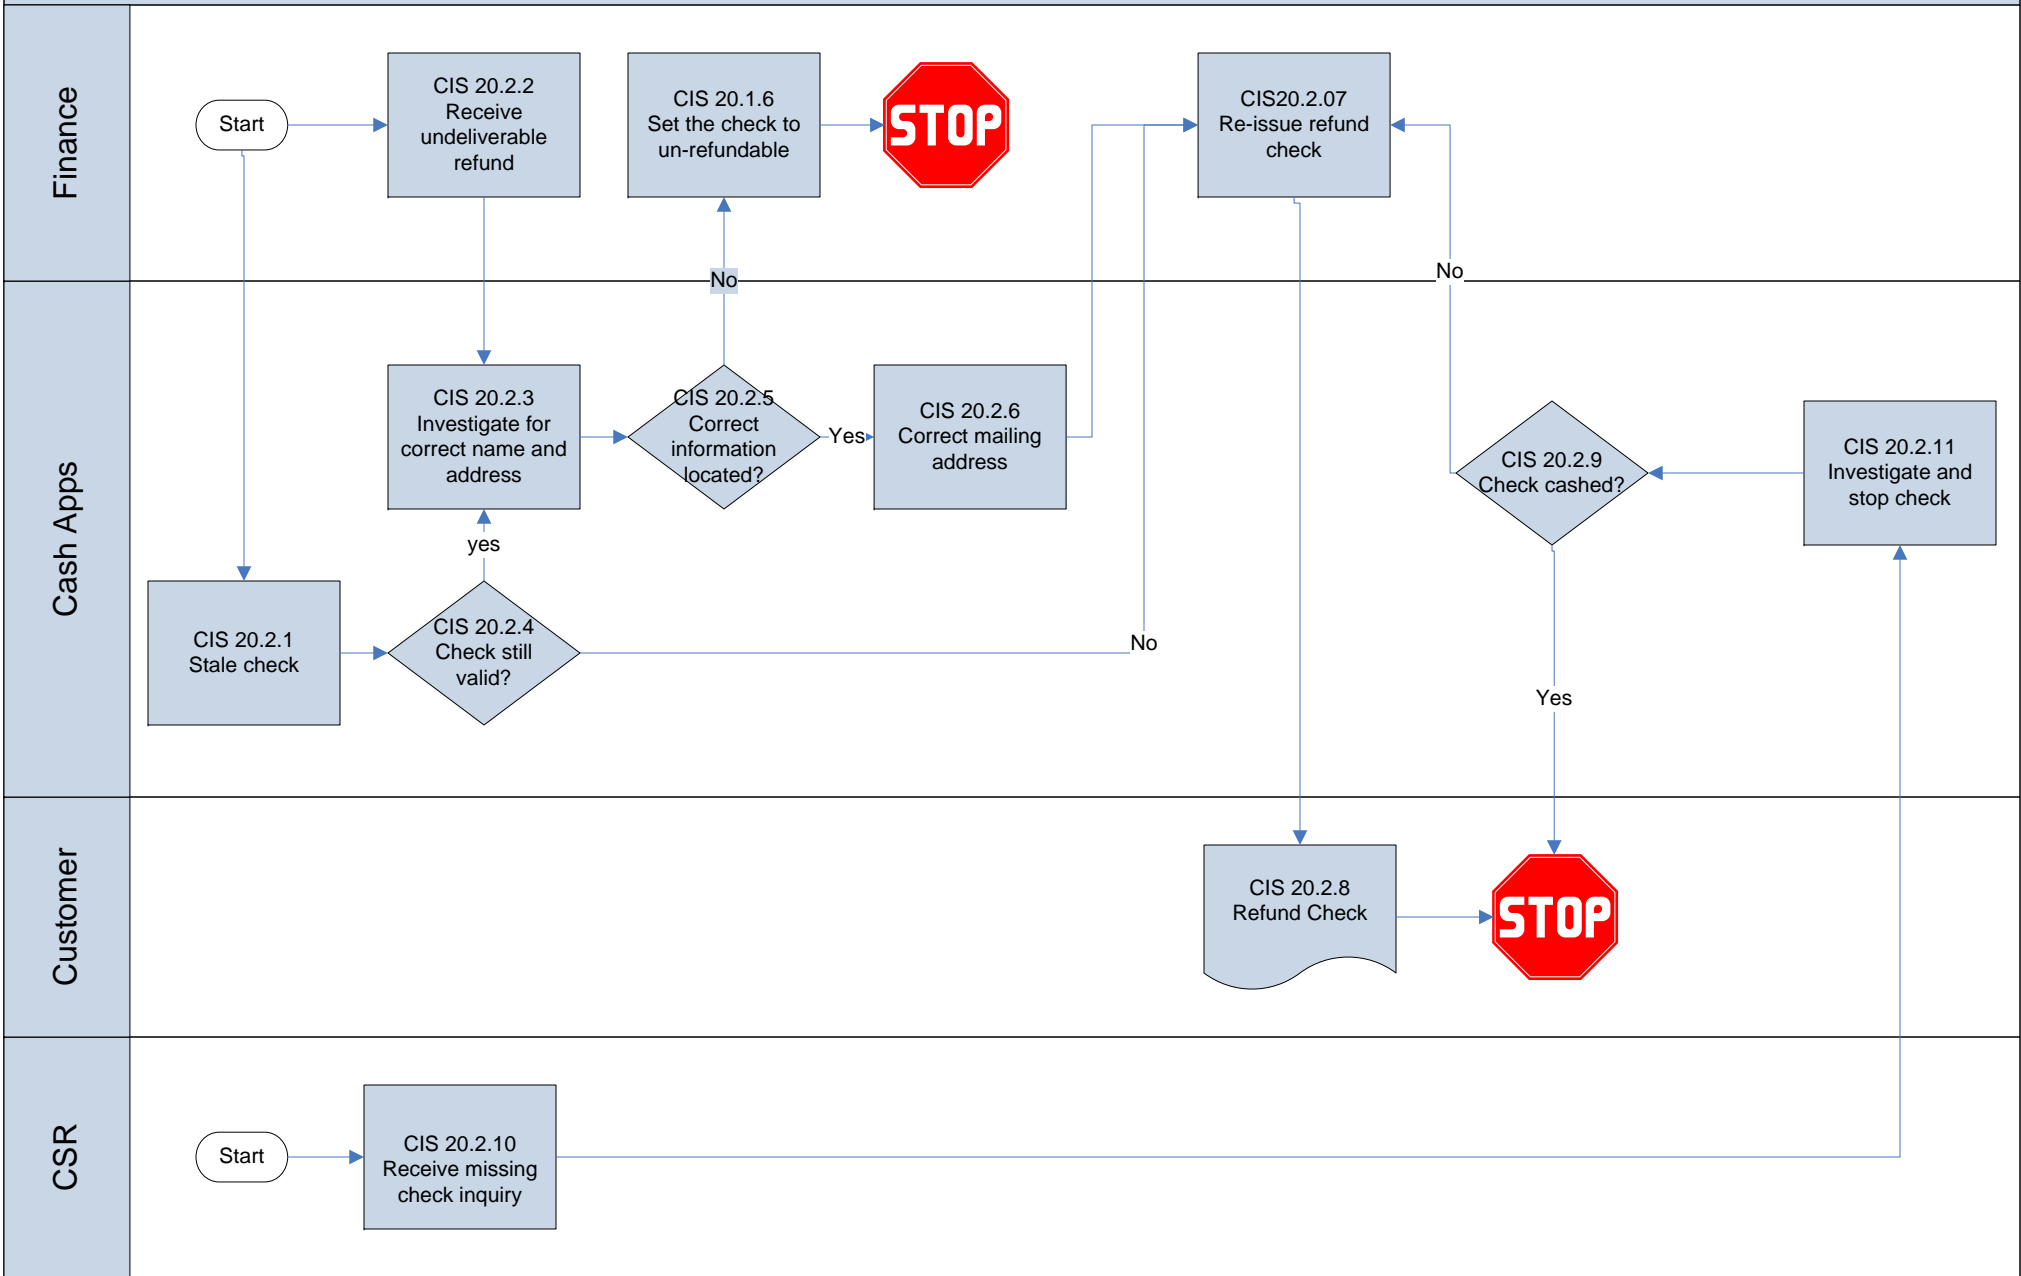 Finance
Start
CIS 20.2.2
Receive
undeliverable
refund
CIS 20.1.6
Set the check to
un-refundable
STOP
CIS20.2.07
Re-issue refund
check
No
No
Cash Apps
CIS 20.2.3
Investigate for
correct name and
address
CIS 20.2.5
Correct
information
located?
Yes
CIS 20.2.6
Correct mailing
address
CIS 20.2.9
Check cashed?
CIS 20.2.11
Investigate and
stop check
yes
CIS 20.2.1
Stale check
CIS 20.2.4
Check still
valid?
No
Yes
Customer
CIS 20.2.8
Refund Check
STOP
CSR
Start
CIS 20.2.10
Receive missing
check inquiry